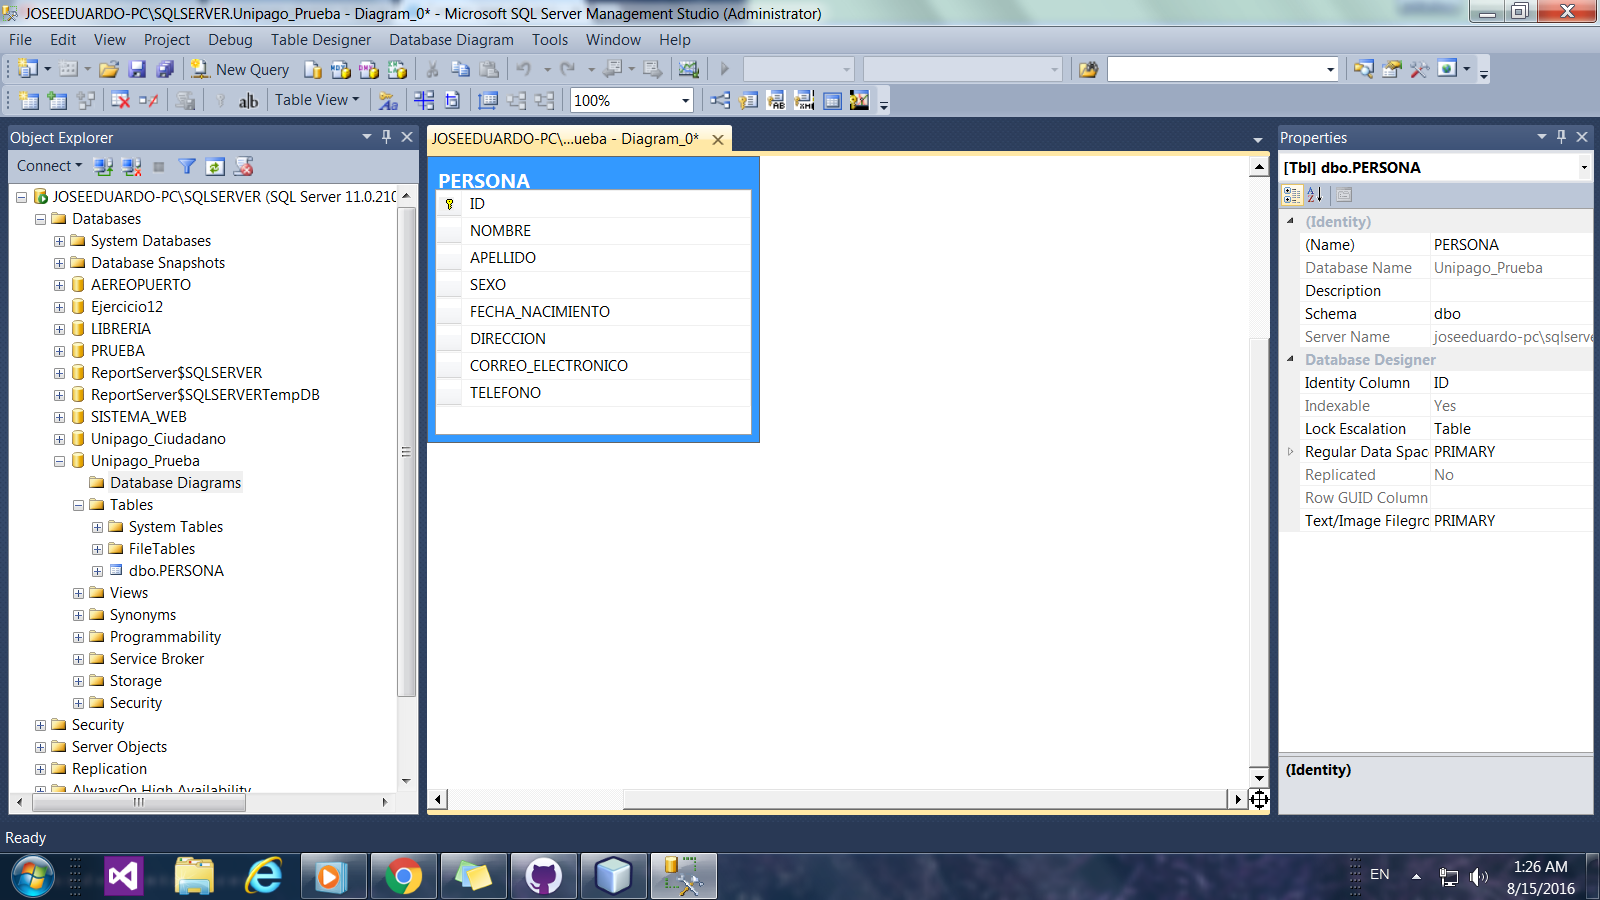 JOSEEDUARDO-PC\SQLSERVER.Unipago_Prueba - Diagram_0* - Microsoft SQL Server Management Studio (Administrator)
File Edit View Project Debug Table Designer Database Diagram Tools Window Help
New Query
Table View 100%
Object Explorer
Connect
JOSEEDUARDO-PC\SQLSERVER (SQL Server 11.0.210
Databases
System Databases
Database Snapshots
AEREOPUERTO
Ejercicio12
LIBRERIA
PRUEBA
ReportServer$SQLSERVER
ReportServer$SQLSERVERTempDB
SISTEMA_WEB
Unipago_Ciudadano
Unipago_Prueba
Database Diagrams
Tables
System Tables
FileTables
dbo.PERSONA
Views
Synonyms
Programmability
Service Broker
Storage
Security
Security
Server Objects
Replication
AlwaysOn High Availability
JOSEEDUARDO-PC\...ueba - Diagram_0*
PERSONA
ID
NOMBRE
APELLIDO
SEXO
FECHA_NACIMIENTO
DIRECCION
CORREO_ELECTRONICO
TELEFONO
Properties
[Tbl] dbo.PERSONA
(Identity)
(Name) PERSONA
Database Name Unipago_Prueba
Description
Schema dbo
Server Name joseeduardo-pc\sqlserve
Database Designer
Identity Column ID
Indexable Yes
Lock Escalation Table
Regular Data Spac PRIMARY
Replicated No
Row GUID Column
Text/Image Filegro PRIMARY
(Identity)
Ready
EN
1:26 AM
8/15/2016